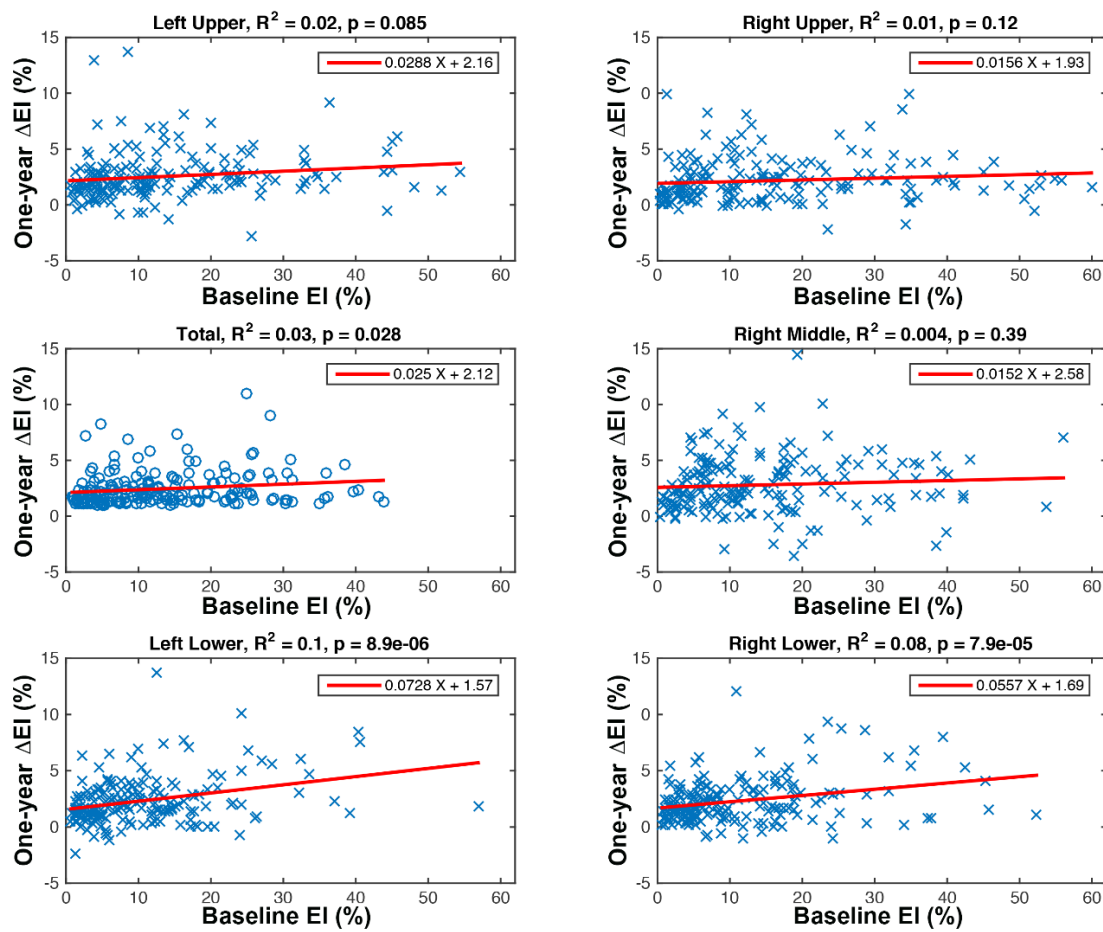 Left Upper, R² = 0.02, p = 0.085
0.0288 X + 2.16
One-year ΔEI (%)
15
10
5
0
-5
0 10 20 30 40 50 60
Baseline EI (%)
Right Upper, R² = 0.01, p = 0.12
0.0156 X + 1.93
One-year ΔEI (%)
15
0
5
0
-5
0 10 20 30 40 50 60
Baseline EI (%)
Total, R² = 0.03, p = 0.028
0.025 X + 2.12
One-year ΔEI (%)
15
10
5
0
-5
0 10 20 30 40 50 60
Baseline EI (%)
Right Middle, R² = 0.004, p = 0.39
0.0152 X + 2.58
One-year ΔEI (%)
15
0
5
0
-5
0 10 20 30 40 50 60
Baseline EI (%)
Left Lower, R² = 0.1, p = 8.9e-06
0.0728 X + 1.57
One-year ΔEI (%)
15
10
5
0
-5
0 10 20 30 40 50 60
Baseline EI (%)
Right Lower, R² = 0.08, p = 7.9e-05
0.0557 X + 1.69
One-year ΔEI (%)
15
0
5
0
-5
0 10 20 30 40 50 60
Baseline EI (%)